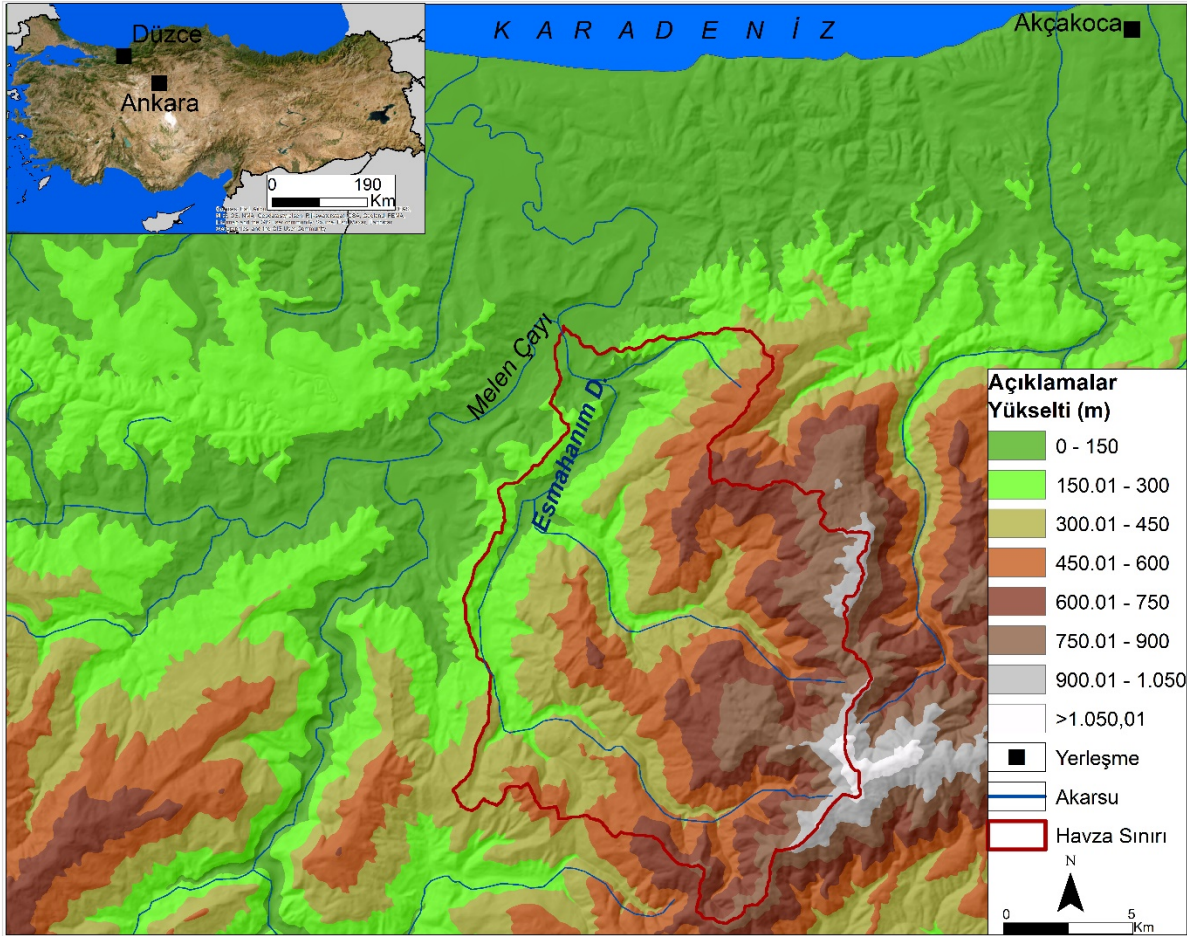 K A R A D E N İ Z
Akçakoca
Düzce
Ankara
0 190
Km
Melen Çayı
Esmahanım D.
Açıklamalar
Yükselti (m)
0 - 150
150.01 - 300
300.01 - 450
450.01 - 600
600.01 - 750
750.01 - 900
900.01 - 1.050
>1.050,01
Yerleşme
Akarsu
Havza Sınırı
N
0 5
Km